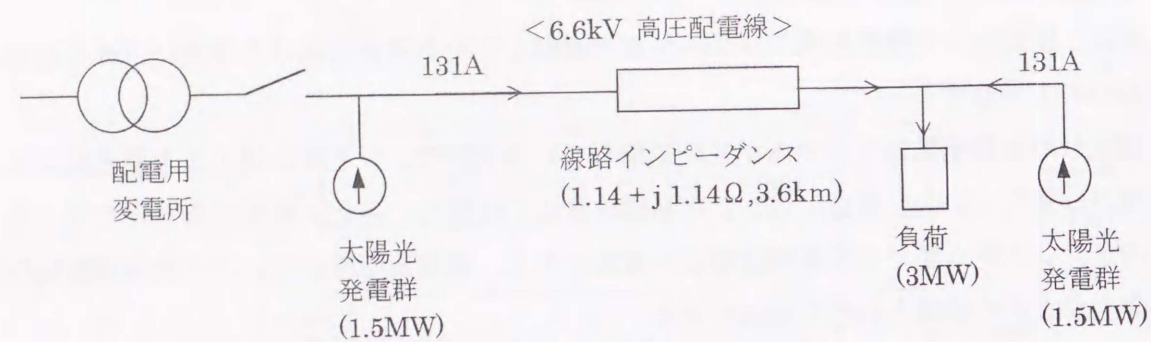 <6.6kV 高圧配電線>
131A
131A
配電用
変電所
線路インピーダンス
(1.14 + j 1.14Ω,3.6km)
太陽光
発電群
(1.5MW)
負荷
(3MW)
太陽光
発電群
(1.5MW)